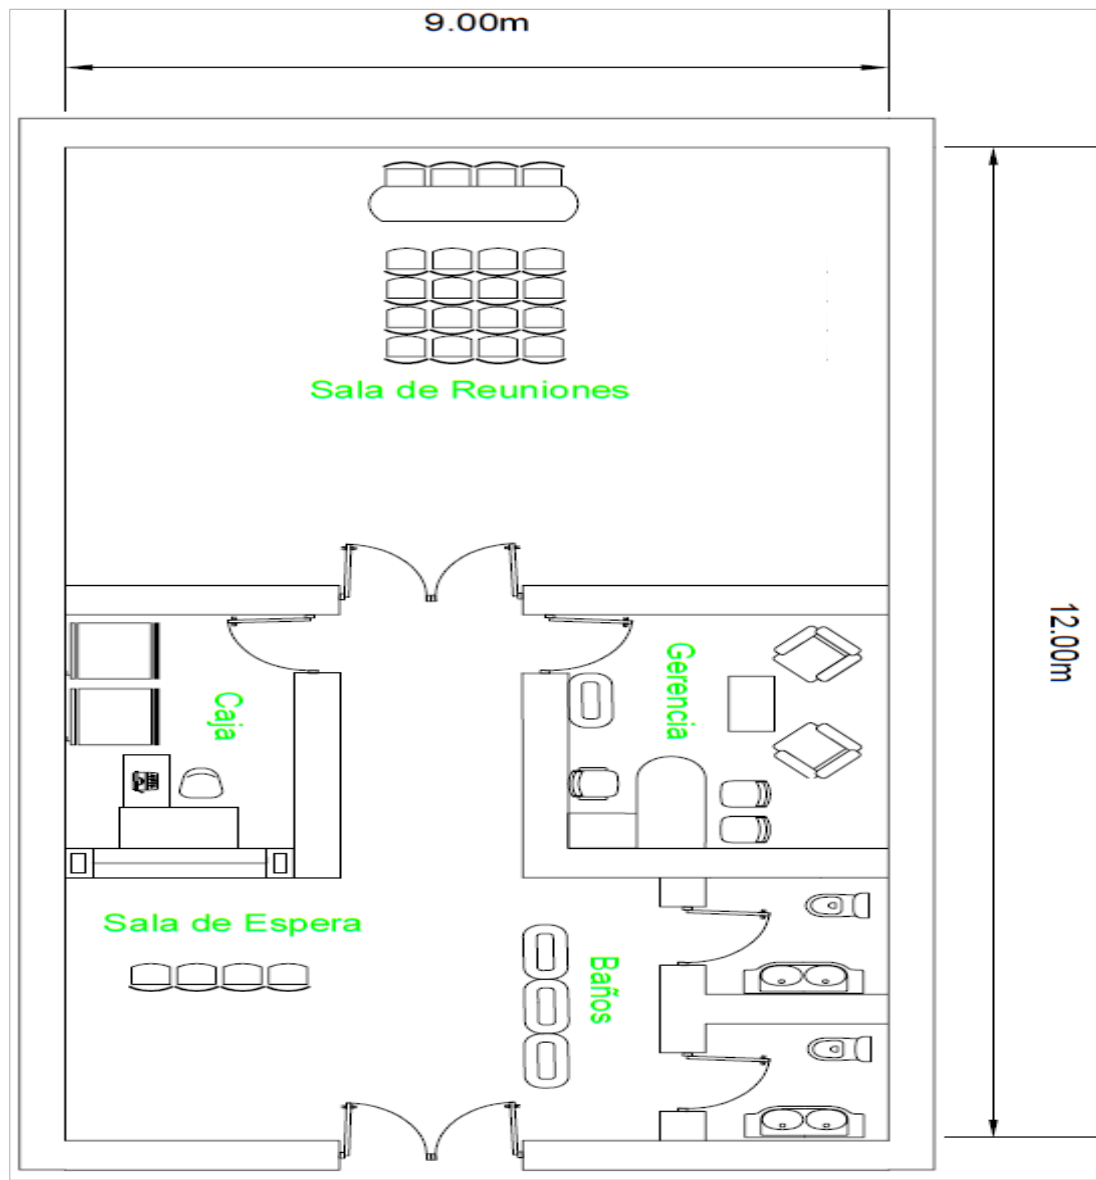 9.00m
Sala de Reuniones
12.00m
Gerencia
Caja
Sala de Espera
Baños